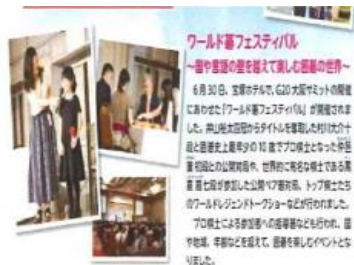 ワールド碁フェスティバル
~国や言語の壁を越えて楽しむ囲碁の世界~
6月30日、宝塚ホテルで、G20大阪サミットの開催
にあわせた「ワールド碁フェスティバル」が開催されま
した。井山裕太四冠からタイトルを奪取した村川大介十
段と囲碁史上最年少の10歳でプロ棋士となった仲邑
菫初段との公開対局や、世界的に有名な棋士である黒
嘉嘉七段が参加した公開ペア碁対局、トップ棋士たち
のワールドレジェンドトークショーなどが行われました。
プロ棋士による参加者への指導碁なども行われ、国
や地域、年齢などを超えて、囲碁を楽しむイベントとな
りました。